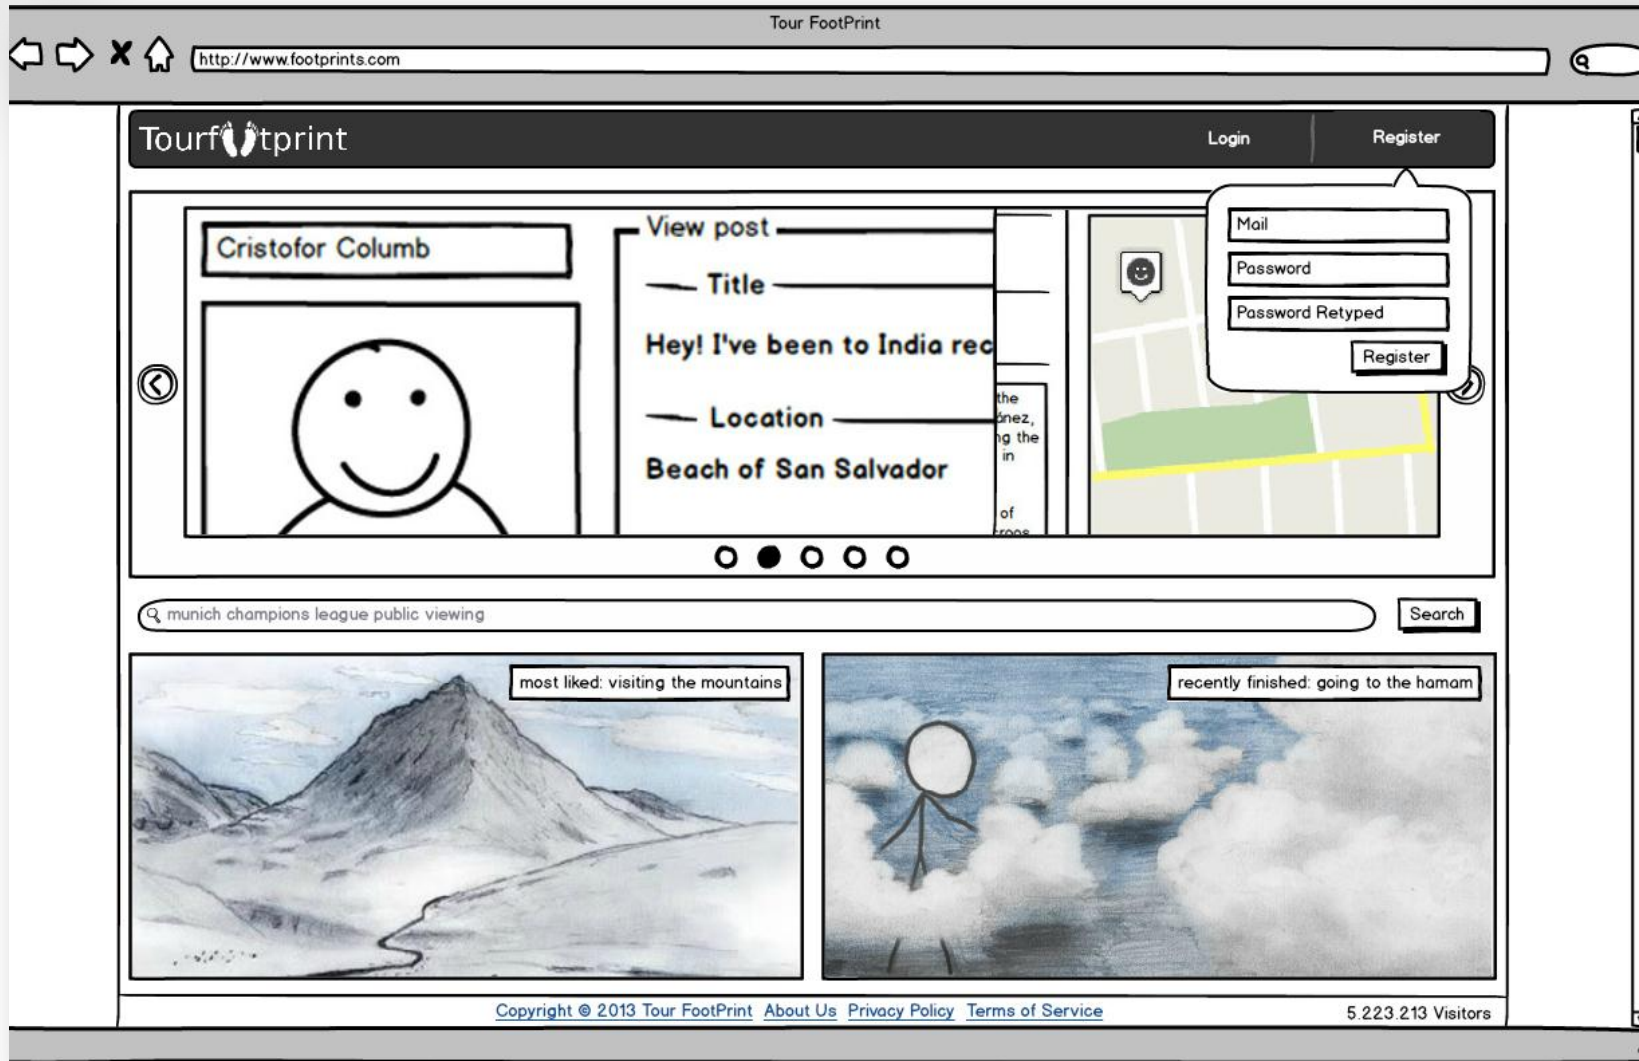 Tour FootPrint
http://www.footprints.com
Tourfootprint
Login
Register
Mail
Password
Password Retyped
Register
Cristofor Columb
View post
Title
Hey! I've been to India rec
Location
Beach of San Salvador
the
ánez,
ng the
in
of
munich champions league public viewing
Search
most liked: visiting the mountains
recently finished: going to the hamam
Copyright © 2013 Tour FootPrint About Us Privacy Policy Terms of Service
5.223.213 Visitors